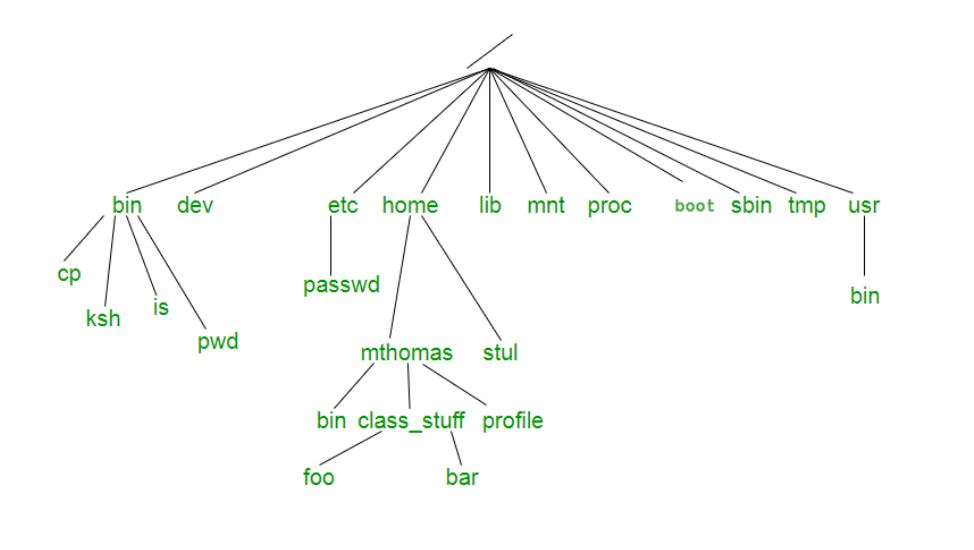 /
bin dev etc home lib mnt proc boot sbin tmp usr
cp
ksh
is
pwd
passwd
bin
mthomas stul
bin class_stuff profile
foo bar